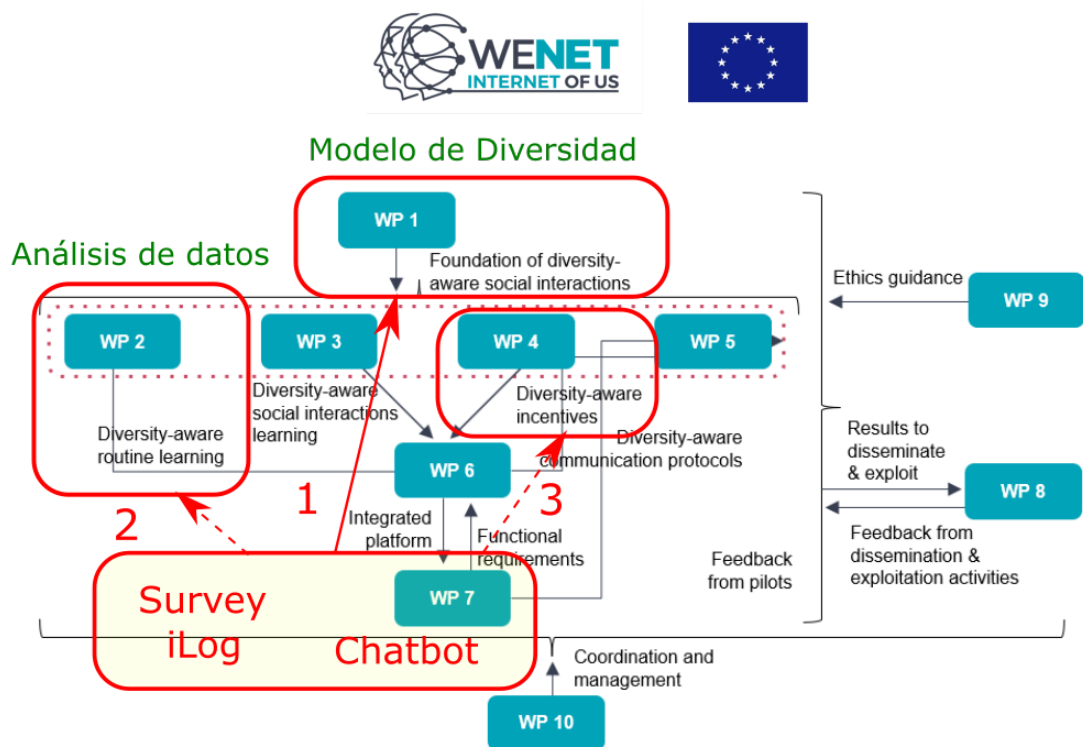 WENET
INTERNET OF US
Modelo de Diversidad
WP 1
Análisis de datos
Foundation of diversity-
aware social interactions
Ethics guidance
WP 9
WP 2
WP 3
WP 4
WP 5
Diversity-aware
social interactions
learning
Diversity-aware
incentives
Diversity-aware
routine learning
Diversity-aware
communication protocols
Results to
disseminate
& exploit
WP 6
WP 8
1
2
3
Integrated
platform
Functional
requirements
Feedback
from pilots
Feedback from
dissemination &
exploitation activities
WP 7
Survey
iLog
Chatbot
Coordination and
management
WP 10